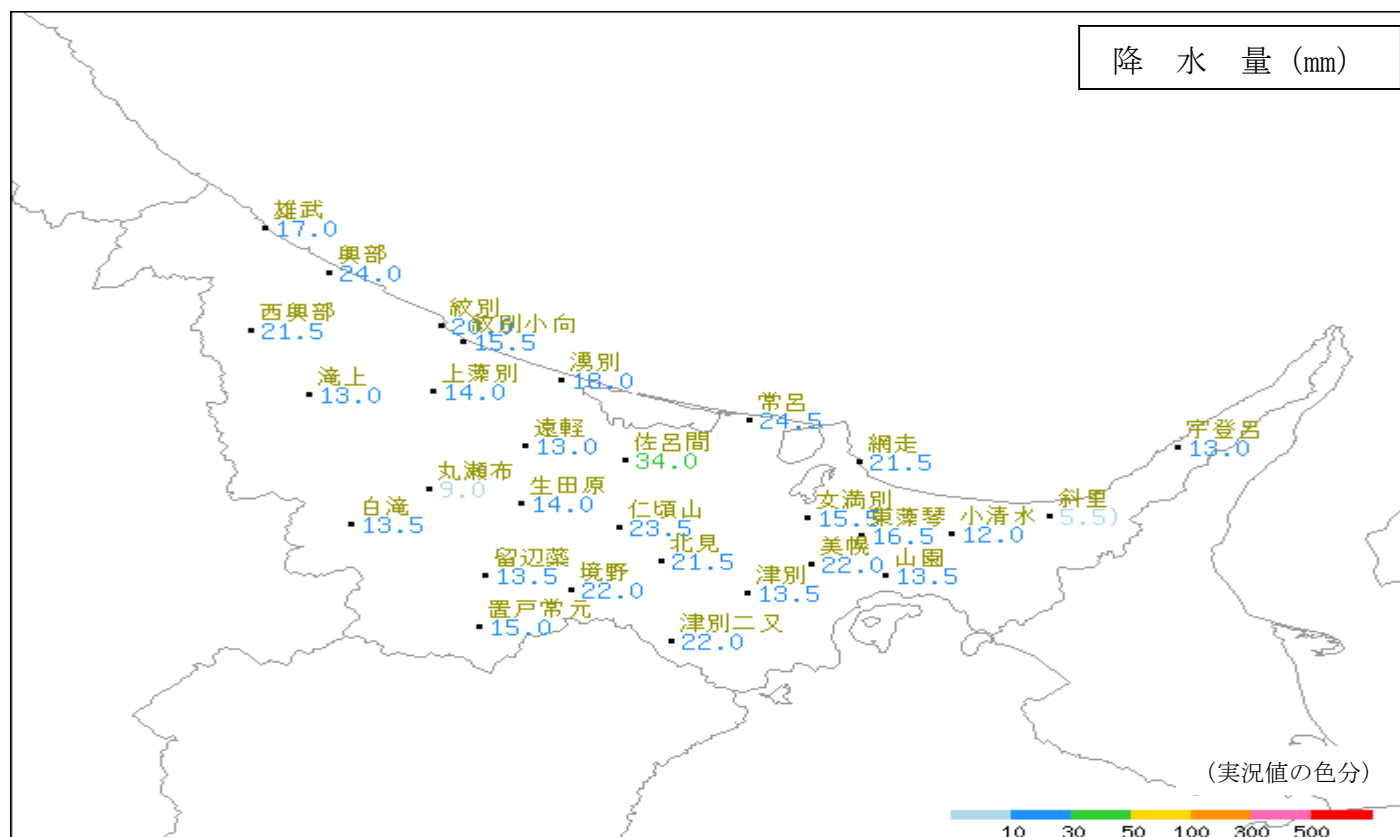 降 水 量 (㎜)
雄武
17.0
興部
24.0
西興部
21.5
紋別
紋別小向
15.5
滝上
13.0
上藻別
14.0
湧別
18.0
常呂
24.5
遠軽
13.0
佐呂間
34.0
網走
21.5
宇登呂
13.0
丸瀬布
9.0
生田原
14.0
白滝
13.5
仁頃山
23.5
女満別
15.5
東藻琴
16.5
小清水
12.0
斜里
5.5)
北見
21.5
美幌
22.0
山園
13.5
留辺蘂
13.5
境野
22.0
津別
13.5
置戸常元
15.0
津別二又
22.0
(実況値の色分)
10 30 50 100 300 500